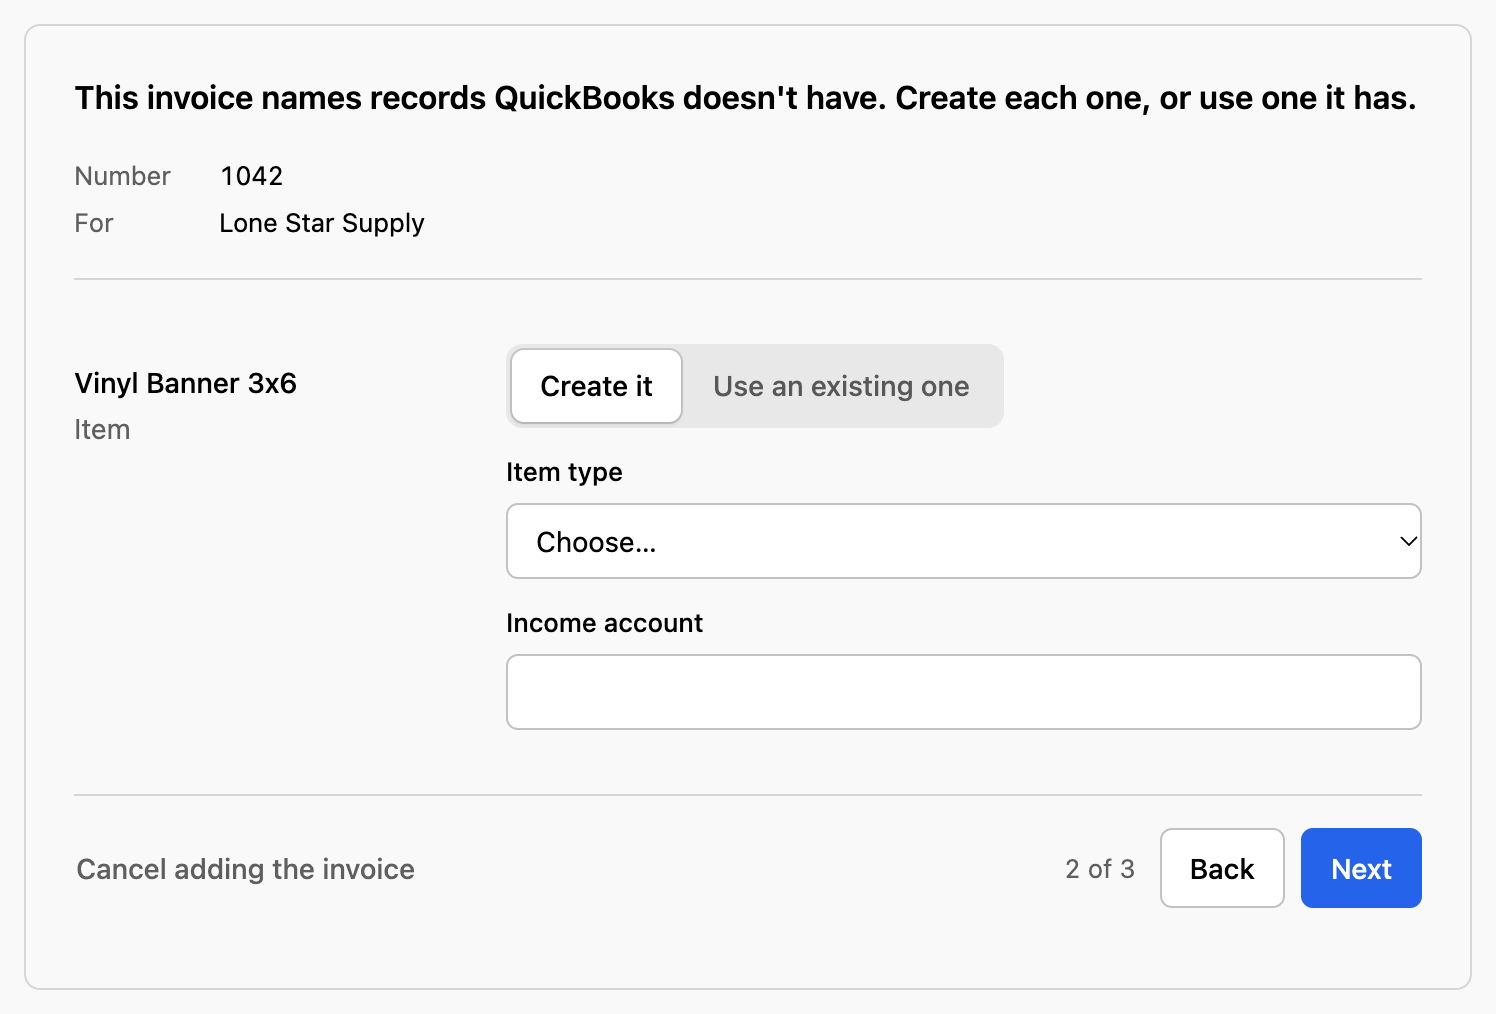 This invoice names records QuickBooks doesn't have. Create each one, or use one it has.
Number 1042
For Lone Star Supply
Vinyl Banner 3x6
Item
Create it Use an existing one
Item type
Choose...
Income account
Cancel adding the invoice 2 of 3 Back Next